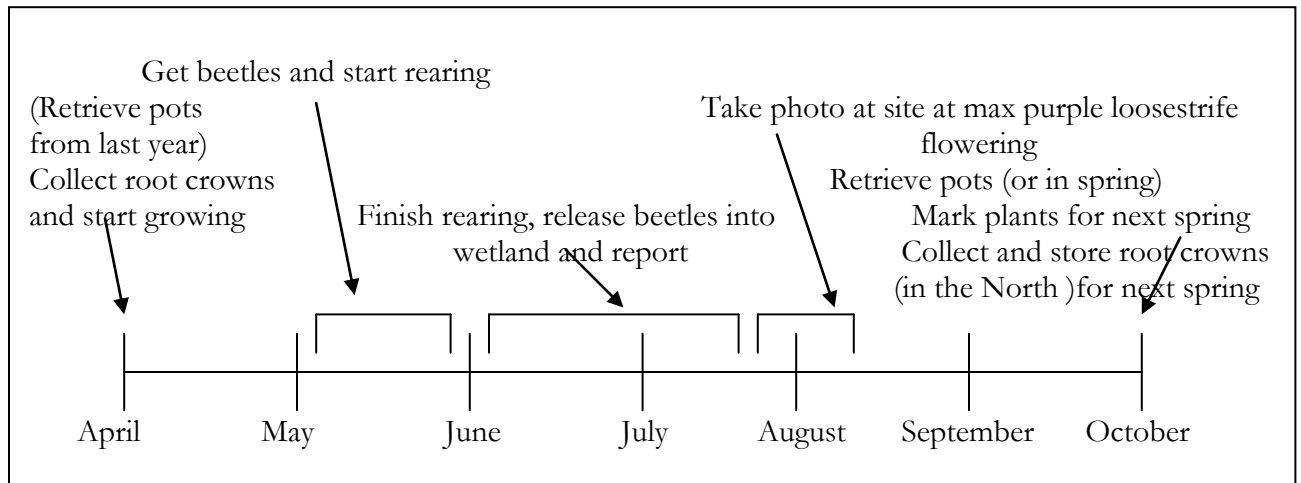 Get beetles and start rearing
(Retrieve pots
from last year)
Collect root crowns
and start growing
Finish rearing, release beetles into
wetland and report
Take photo at site at max purple loosestrife
flowering
Retrieve pots (or in spring)
Mark plants for next spring
Collect and store root crowns
(in the North )for next spring
April May June July August September October